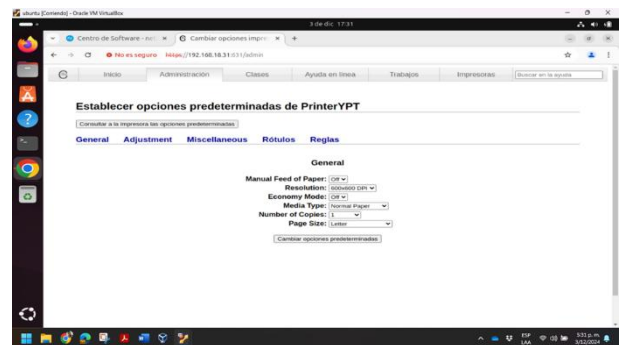 ubuntu [Corriendo] - Oracle VM VirtualBox
3 de dic 17:31
Centro de Software - net
Cambiar opciones impre
No es seguro https://192.168.18.31:631/admin
Inicio Administración Clases Ayuda en línea Trabajos Impresoras Buscar en la ayuda
Establecer opciones predeterminadas de PrinterYPT
Consultar a la impresora las opciones predeterminadas
General Adjustment Miscellaneous Rótulos Reglas
General
Manual Feed of Paper: Off
Resolution: 600x600 DPI
Economy Mode: Off
Media Type: Normal Paper
Number of Copies: 1
Page Size: Letter
Cambiar opciones predeterminadas
ESP
LAA
5:31 p. m.
3/12/2024